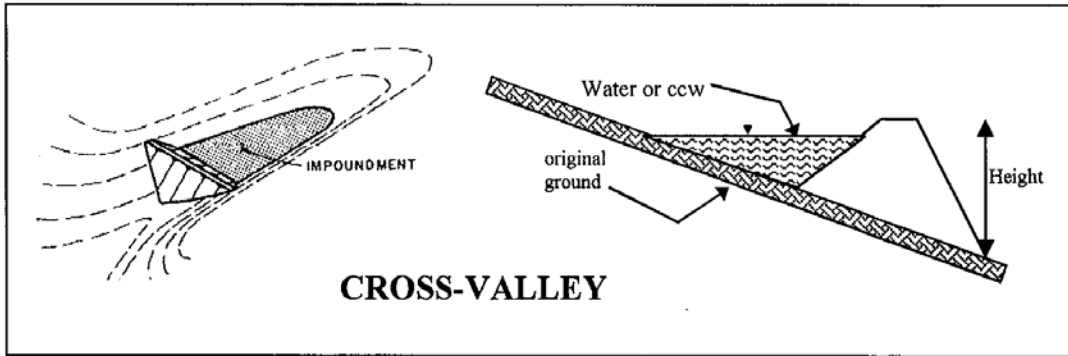 IMPOUNDMENT
Water or ccw
original
ground
Height
CROSS-VALLEY